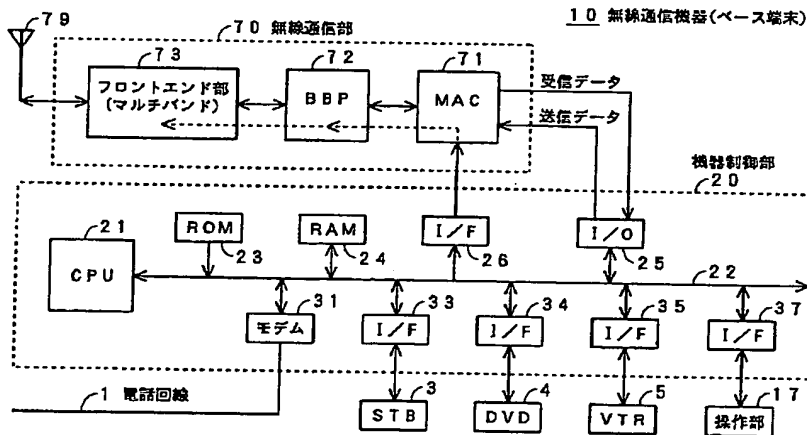 10 無線通信機器(ベース端末)
79
70 無線通信部
73
フロントエンド部
(マルチバンド)
72
BBP
71
MAC
受信データ
送信データ
機器制御部
20
21
CPU
ROM
23
RAM
24
I/F
26
I/O
25
22
31
モデム
33
I/F
34
I/F
35
I/F
37
I/F
1 電話回線
3
STB
4
DVD
5
VTR
17
操作部